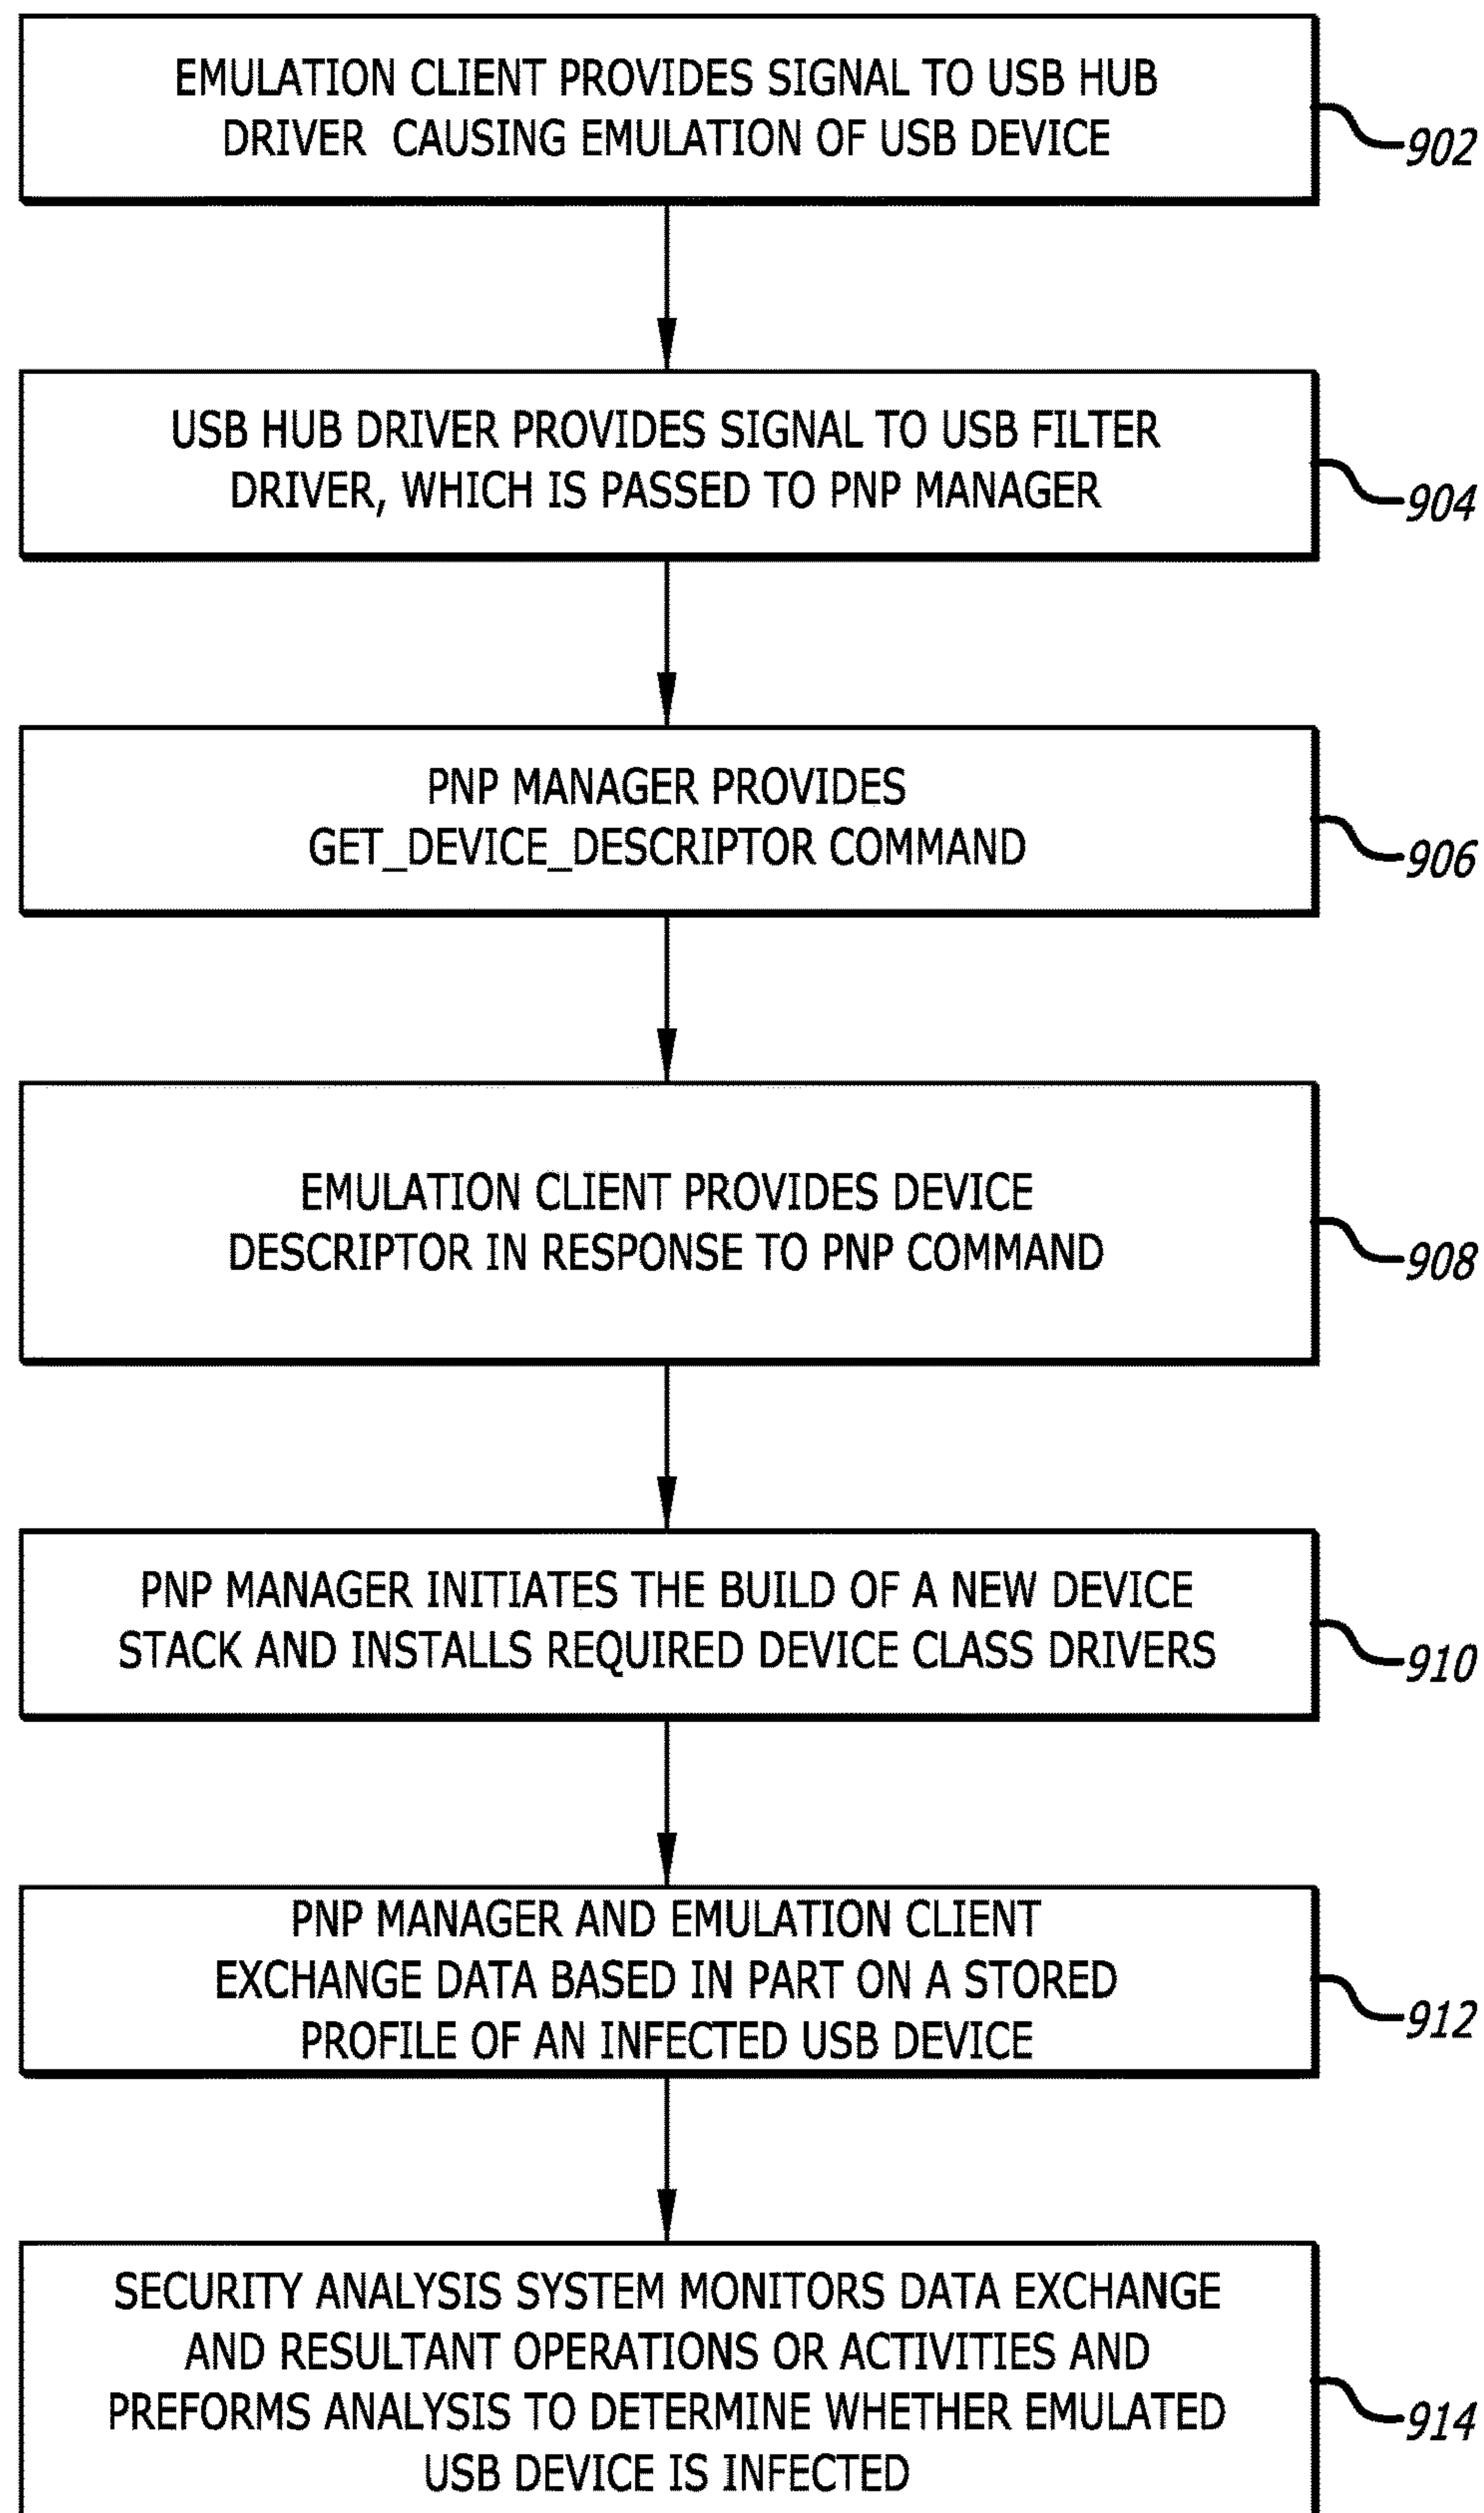 EMULATION CLIENT PROVIDES SIGNAL TO USB HUB
DRIVER CAUSING EMULATION OF USB DEVICE
902
USB HUB DRIVER PROVIDES SIGNAL TO USB FILTER
DRIVER, WHICH IS PASSED TO PNP MANAGER
904
PNP MANAGER PROVIDES
GET_DEVICE_DESCRIPTOR COMMAND
906
EMULATION CLIENT PROVIDES DEVICE
DESCRIPTOR IN RESPONSE TO PNP COMMAND
908
PNP MANAGER INITIATES THE BUILD OF A NEW DEVICE
STACK AND INSTALLS REQUIRED DEVICE CLASS DRIVERS
910
PNP MANAGER AND EMULATION CLIENT
EXCHANGE DATA BASED IN PART ON A STORED
PROFILE OF AN INFECTED USB DEVICE
912
SECURITY ANALYSIS SYSTEM MONITORS DATA EXCHANGE
AND RESULTANT OPERATIONS OR ACTIVITIES AND
PREFORMS ANALYSIS TO DETERMINE WHETHER EMULATED
USB DEVICE IS INFECTED
914